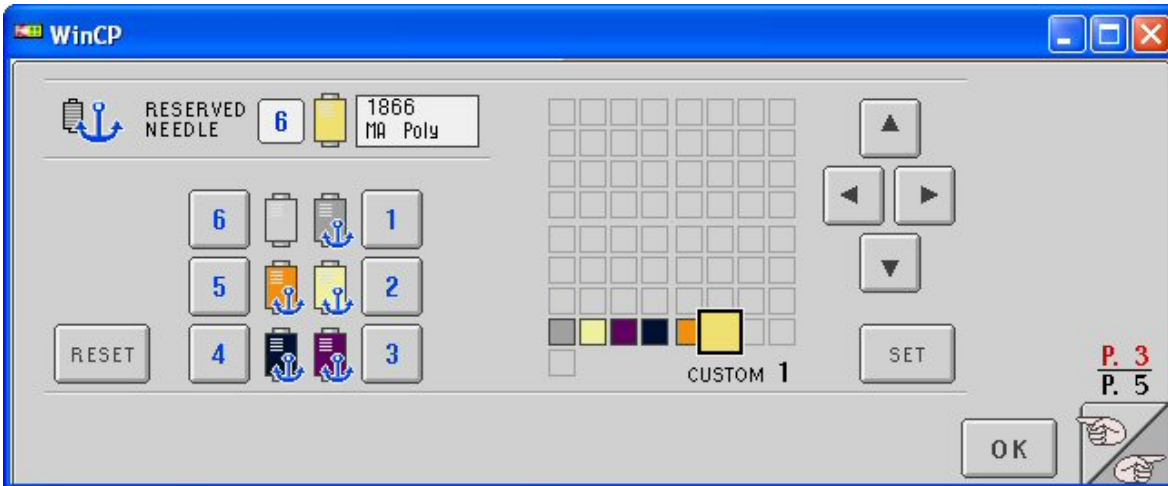 WinCP
RESERVED
NEEDLE
6
1866
MA Poly
6
1
5
2
RESET
4
3
CUSTOM 1
SET
P. 3
P. 5
OK